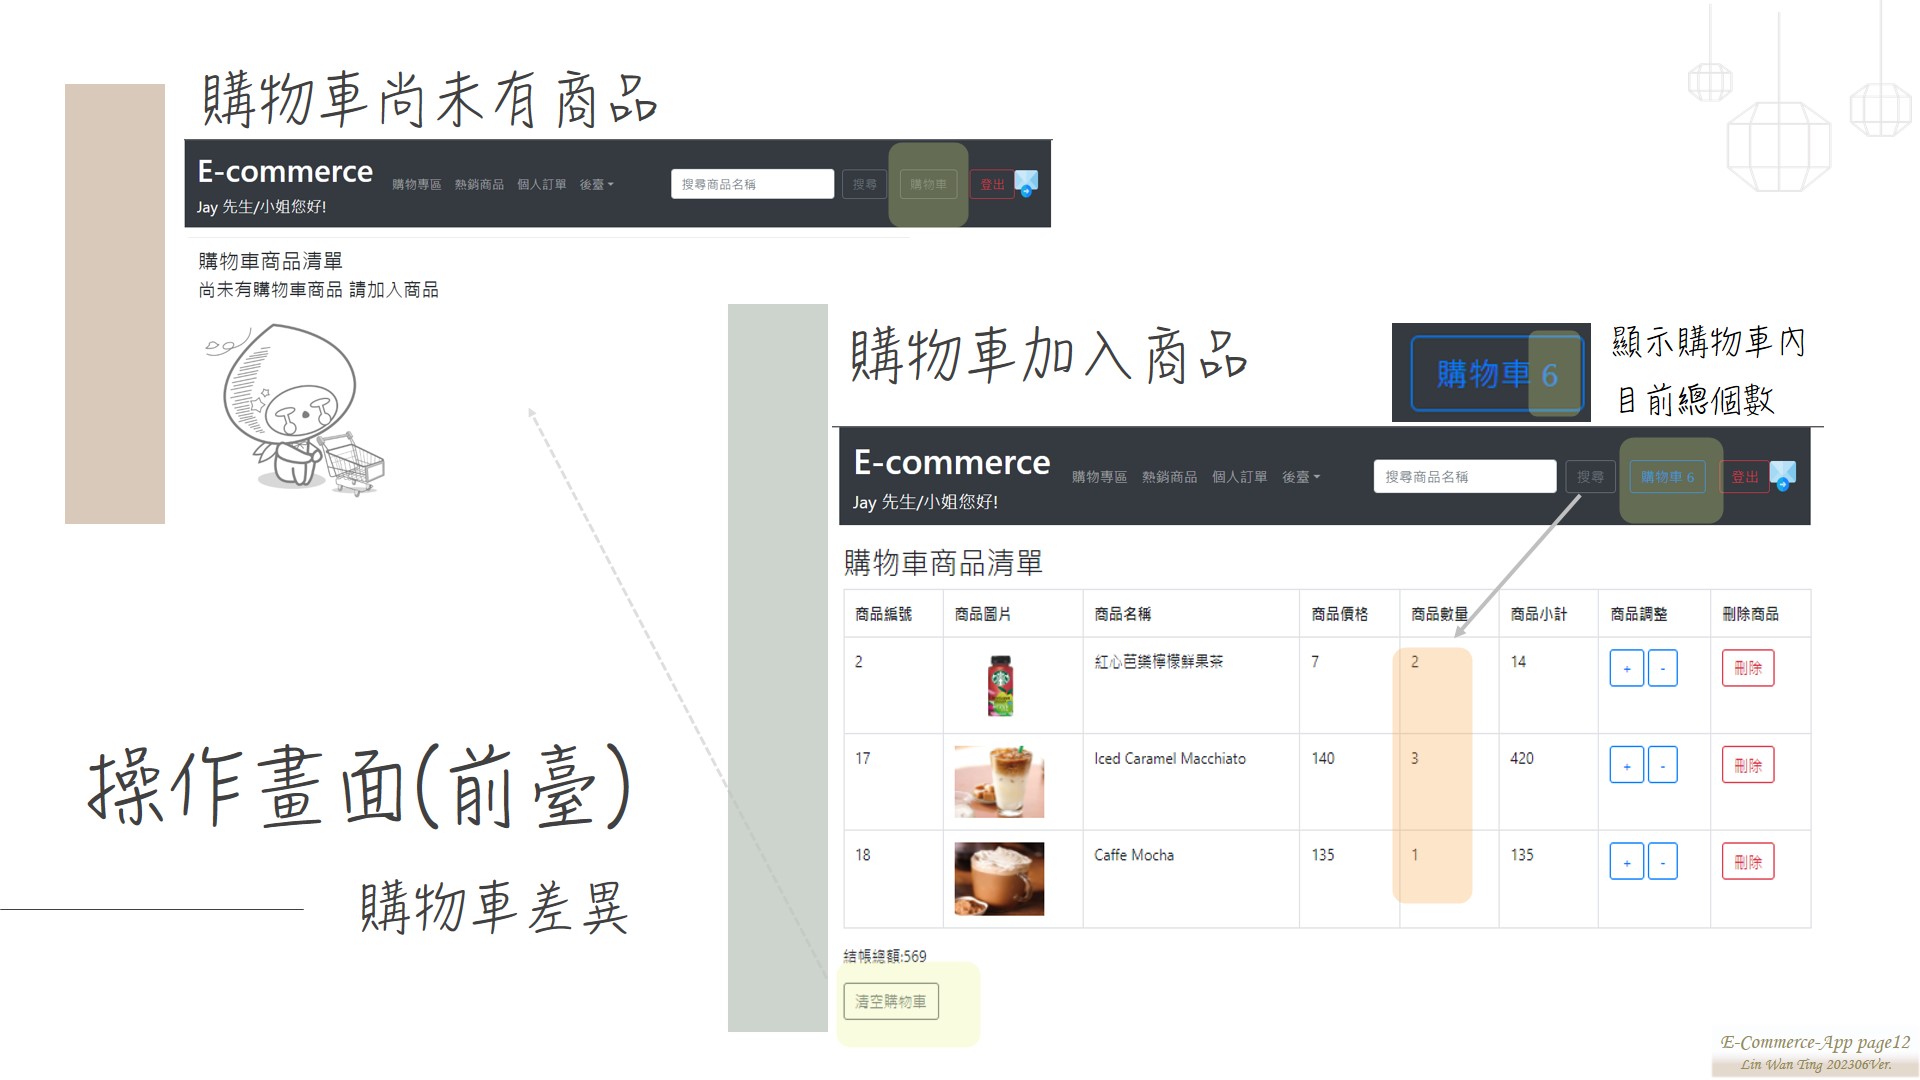 購物車尚未有商品
E-commerce
購物專區 熱銷商品 個人訂單 後臺
搜尋商品名稱 搜尋 購物車 登出
Jay 先生/小姐您好!
購物車商品清單
尚未有購物車商品 請加入商品
購物車加入商品
購物車 6
顯示購物車內
目前總個數
E-commerce
購物專區 熱銷商品 個人訂單 後臺
搜尋商品名稱 搜尋 購物車 6 登出
Jay 先生/小姐您好!
購物車商品清單
商品編號 商品圖片 商品名稱 商品價格 商品數量 商品小計 商品調整 刪除商品
2 紅心芭樂檸檬鮮果茶 7 2 14 + - 刪除
17 Iced Caramel Macchiato 140 3 420 + - 刪除
18 Caffe Mocha 135 1 135 + - 刪除
結帳總額:569
清空購物車
操作畫面(前臺)
購物車差異
E-Commerce-App page12
Lin Wan Ting 202306Ver.